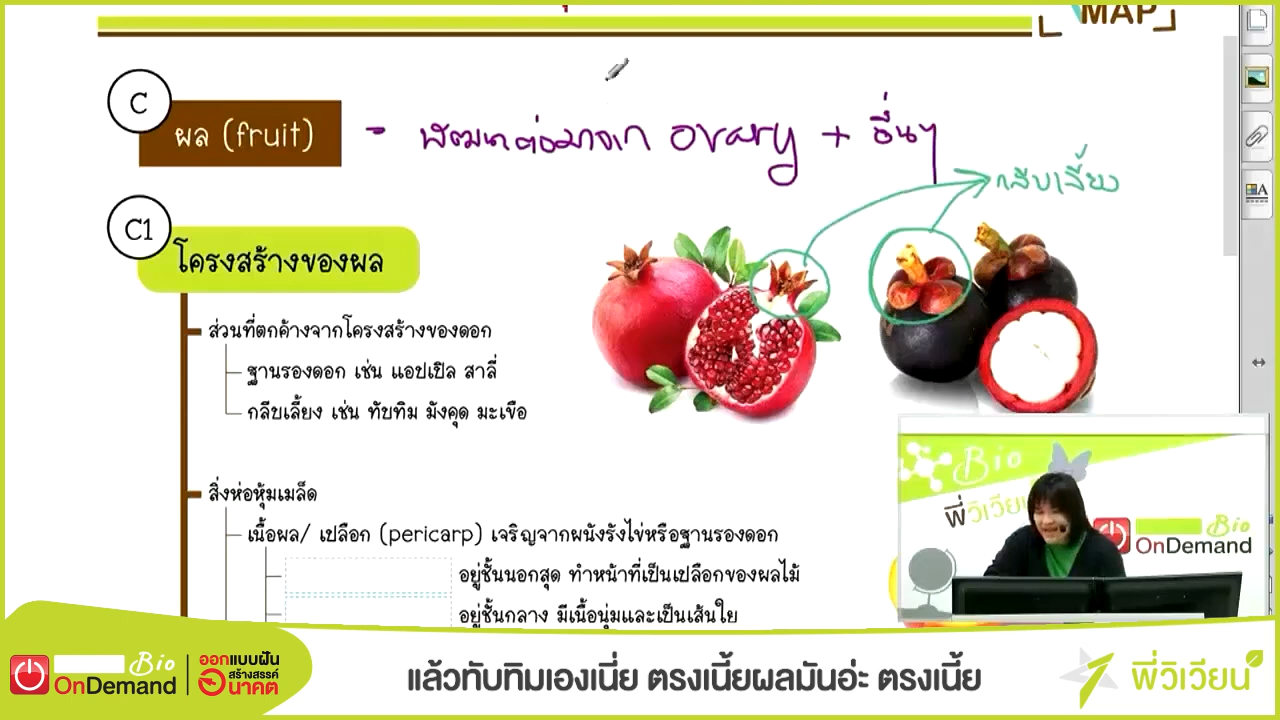 MAP
C
ผล (fruit)
- พัฒนาต่อมาจาก ovary + อื่นๆ
กลีบเลี้ยง
C1
โครงสร้างของผล
ส่วนที่ตกค้างจากโครงสร้างของดอก
ฐานรองดอก เช่น แอปเปิล สาลี่
กลีบเลี้ยง เช่น ทับทิม มังคุด มะเขือ
สิ่งห่อหุ้มเมล็ด
เนื้อผล/ เปลือก (pericarp) เจริญจากผนังรังไข่หรือฐานรองดอก
อยู่ชั้นนอกสุด ทำหน้าที่เป็นเปลือกของผลไม้
อยู่ชั้นกลาง มีเนื้อนุ่มและเป็นเส้นใย
Bio
พี่วิเวียน
Bio
OnDemand
Bio
OnDemand
ออกแบบฝัน
สร้างสรรค์
อนาคต
แล้วทับทิมเองเนี่ย ตรงเนี้ยผลมันอ่ะ ตรงเนี้ย
พี่วิเวียน